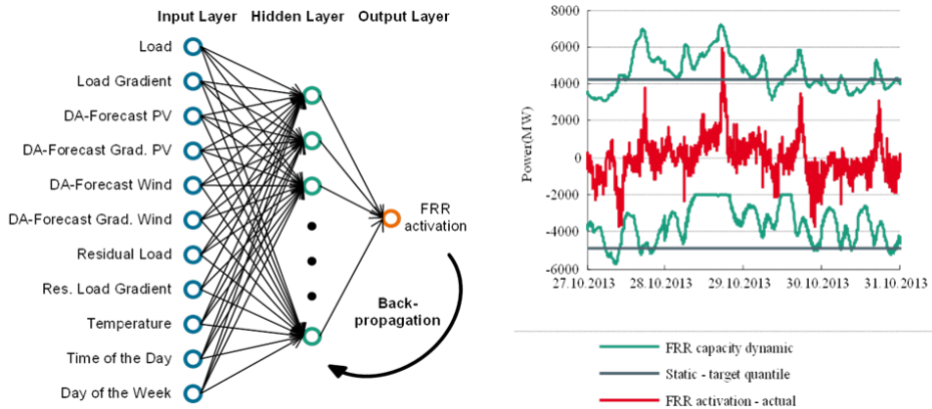 Input Layer Hidden Layer Output Layer
Load
Load Gradient
DA-Forecast PV
DA-Forecast Grad. PV
DA-Forecast Wind
DA-Forecast Grad. Wind
Residual Load
Res. Load Gradient
Temperature
Time of the Day
Day of the Week
FRR
activation
Back-
propagation
Power(MW)
8000
6000
4000
2000
0
-2000
-4000
-6000
27.10.2013 28.10.2013 29.10.2013 30.10.2013 31.10.2013
FRR capacity dynamic
Static - target quantile
FRR activation - actual